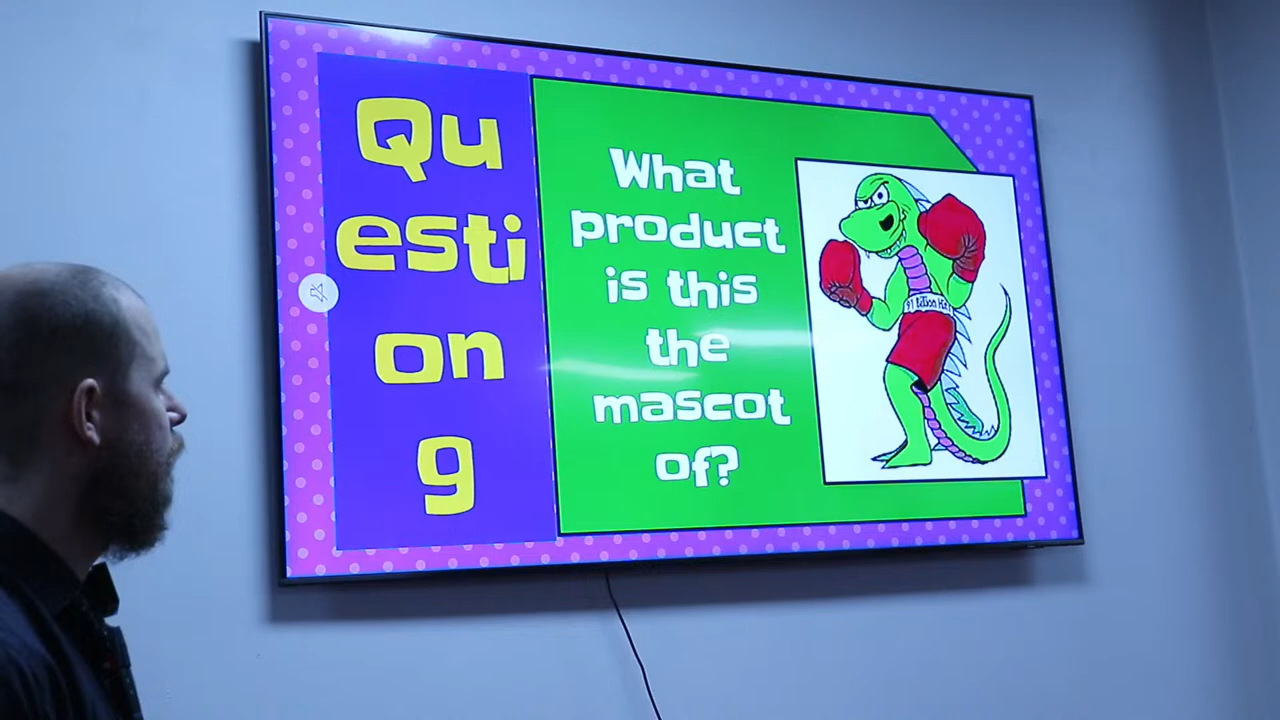 Qu
esti
on
9
What
product
is this
the
mascot
of?